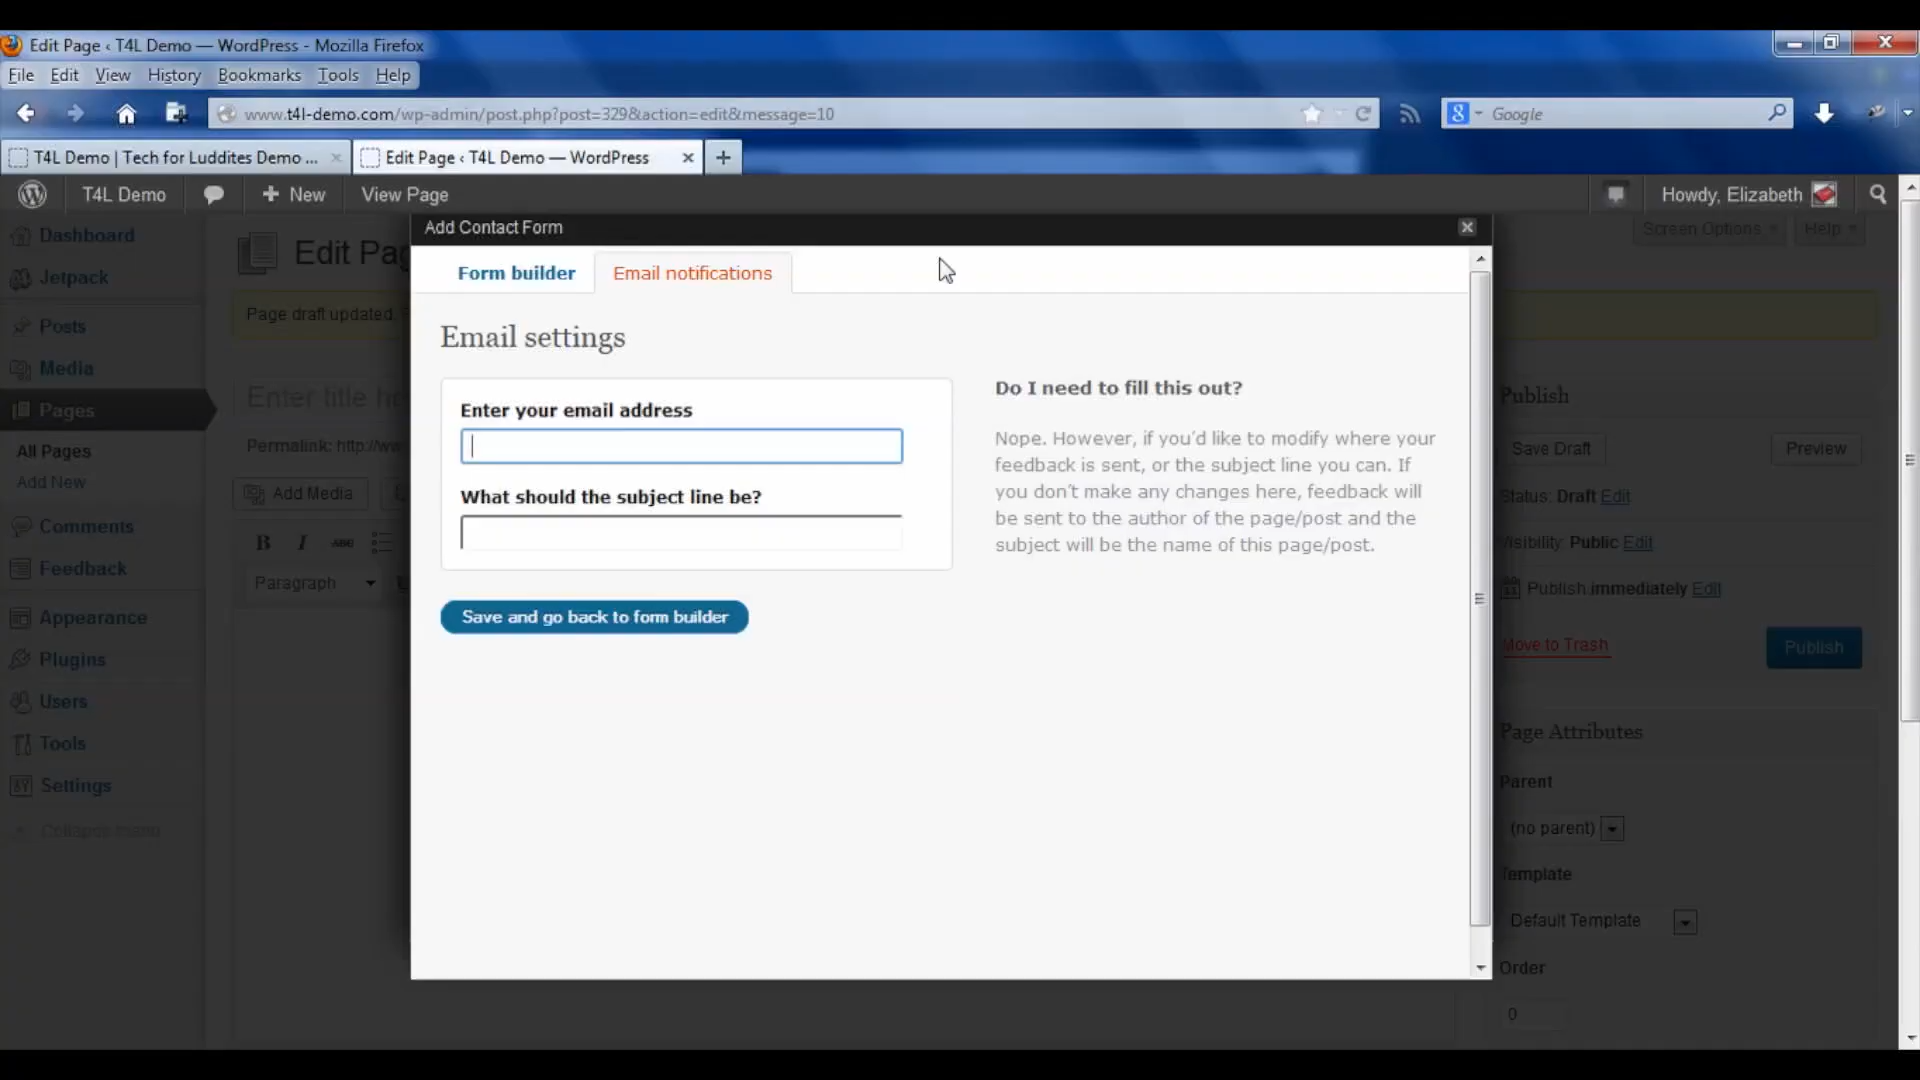 Edit Page ‹ T4L Demo — WordPress - Mozilla Firefox
File Edit View History Bookmarks Tools Help
www.t4l-demo.com/wp-admin/post.php?post=329&action=edit&message=10
Google
T4L Demo | Tech for Luddites Demo ...
Edit Page ‹ T4L Demo — WordPress
T4L Demo
New
View Page
Howdy, Elizabeth
Add Contact Form
Screen Options
Help
Dashboard
Edit Pag
Form builder
Email notifications
Jetpack
Page draft updated.
Posts
Email settings
Media
Enter title he
Pages
Do I need to fill this out?
Publish
Enter your email address
Permalink: http://ww
All Pages
Nope. However, if you'd like to modify where your
feedback is sent, or the subject line you can. If
you don't make any changes here, feedback will
be sent to the author of the page/post and the
subject will be the name of this page/post.
Save Draft
Preview
Add New
Add Media
What should the subject line be?
Status: Draft Edit
Comments
B I ABC
Visibility: Public Edit
Feedback
Paragraph
Publish immediately Edit
Appearance
Save and go back to form builder
Move to Trash
Publish
Plugins
Users
Page Attributes
Tools
Settings
Parent
Collapse menu
(no parent)
Template
Default Template
Order
0